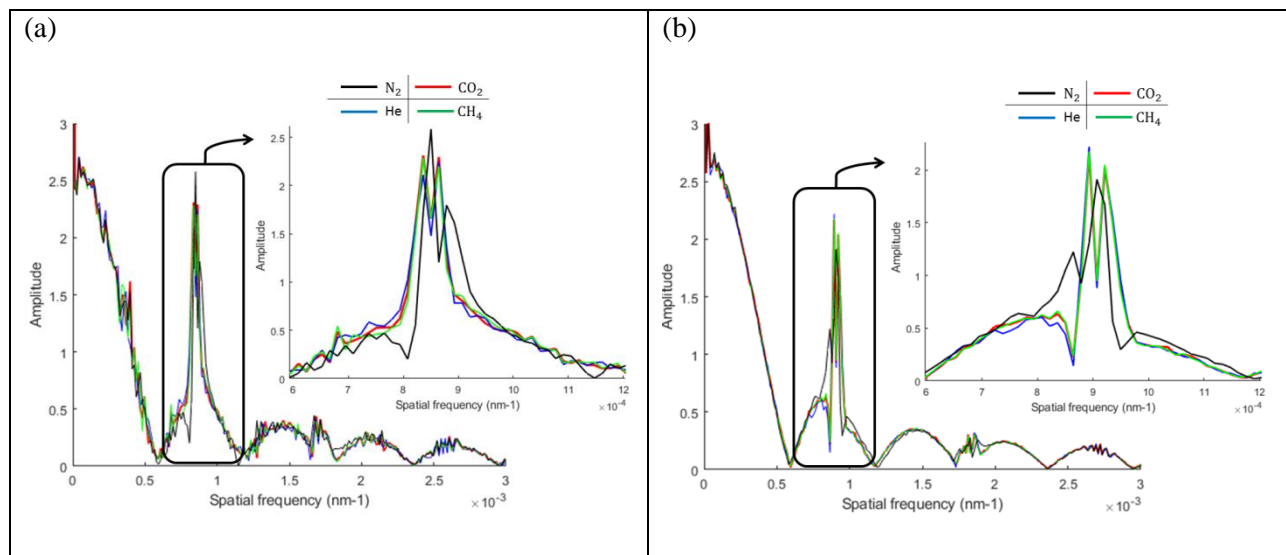 (a)
N₂ CO₂
He CH₄
3
2.5
2
1.5
1
0.5
0
Amplitude
0 0.5 1 1.5 2 2.5 3
Spatial frequency (nm-1)
×10⁻³
2.5
2
1.5
1
0.5
0
Amplitude
6 7 8 9 10 11 12
Spatial frequency (nm-1)
×10⁻⁴
(b)
N₂ CO₂
He CH₄
3
2.5
2
1.5
1
0.5
0
Amplitude
0 0.5 1 1.5 2 2.5 3
Spatial frequency (nm-1)
×10⁻³
2
1.5
1
0.5
0
Amplitude
6 7 8 9 10 11 12
Spatial frequency (nm-1)
×10⁻⁴